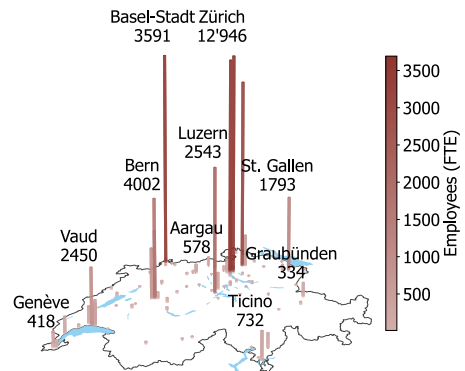 Basel-Stadt Zürich
3591 12'946
Luzern
2543
Bern
4002
St. Gallen
1793
Aargau
578
Vaud
2450
Graubünden
334
Genève
418
Ticino
732
3500
3000
2500
2000
1500
1000
500
Employees (FTE)